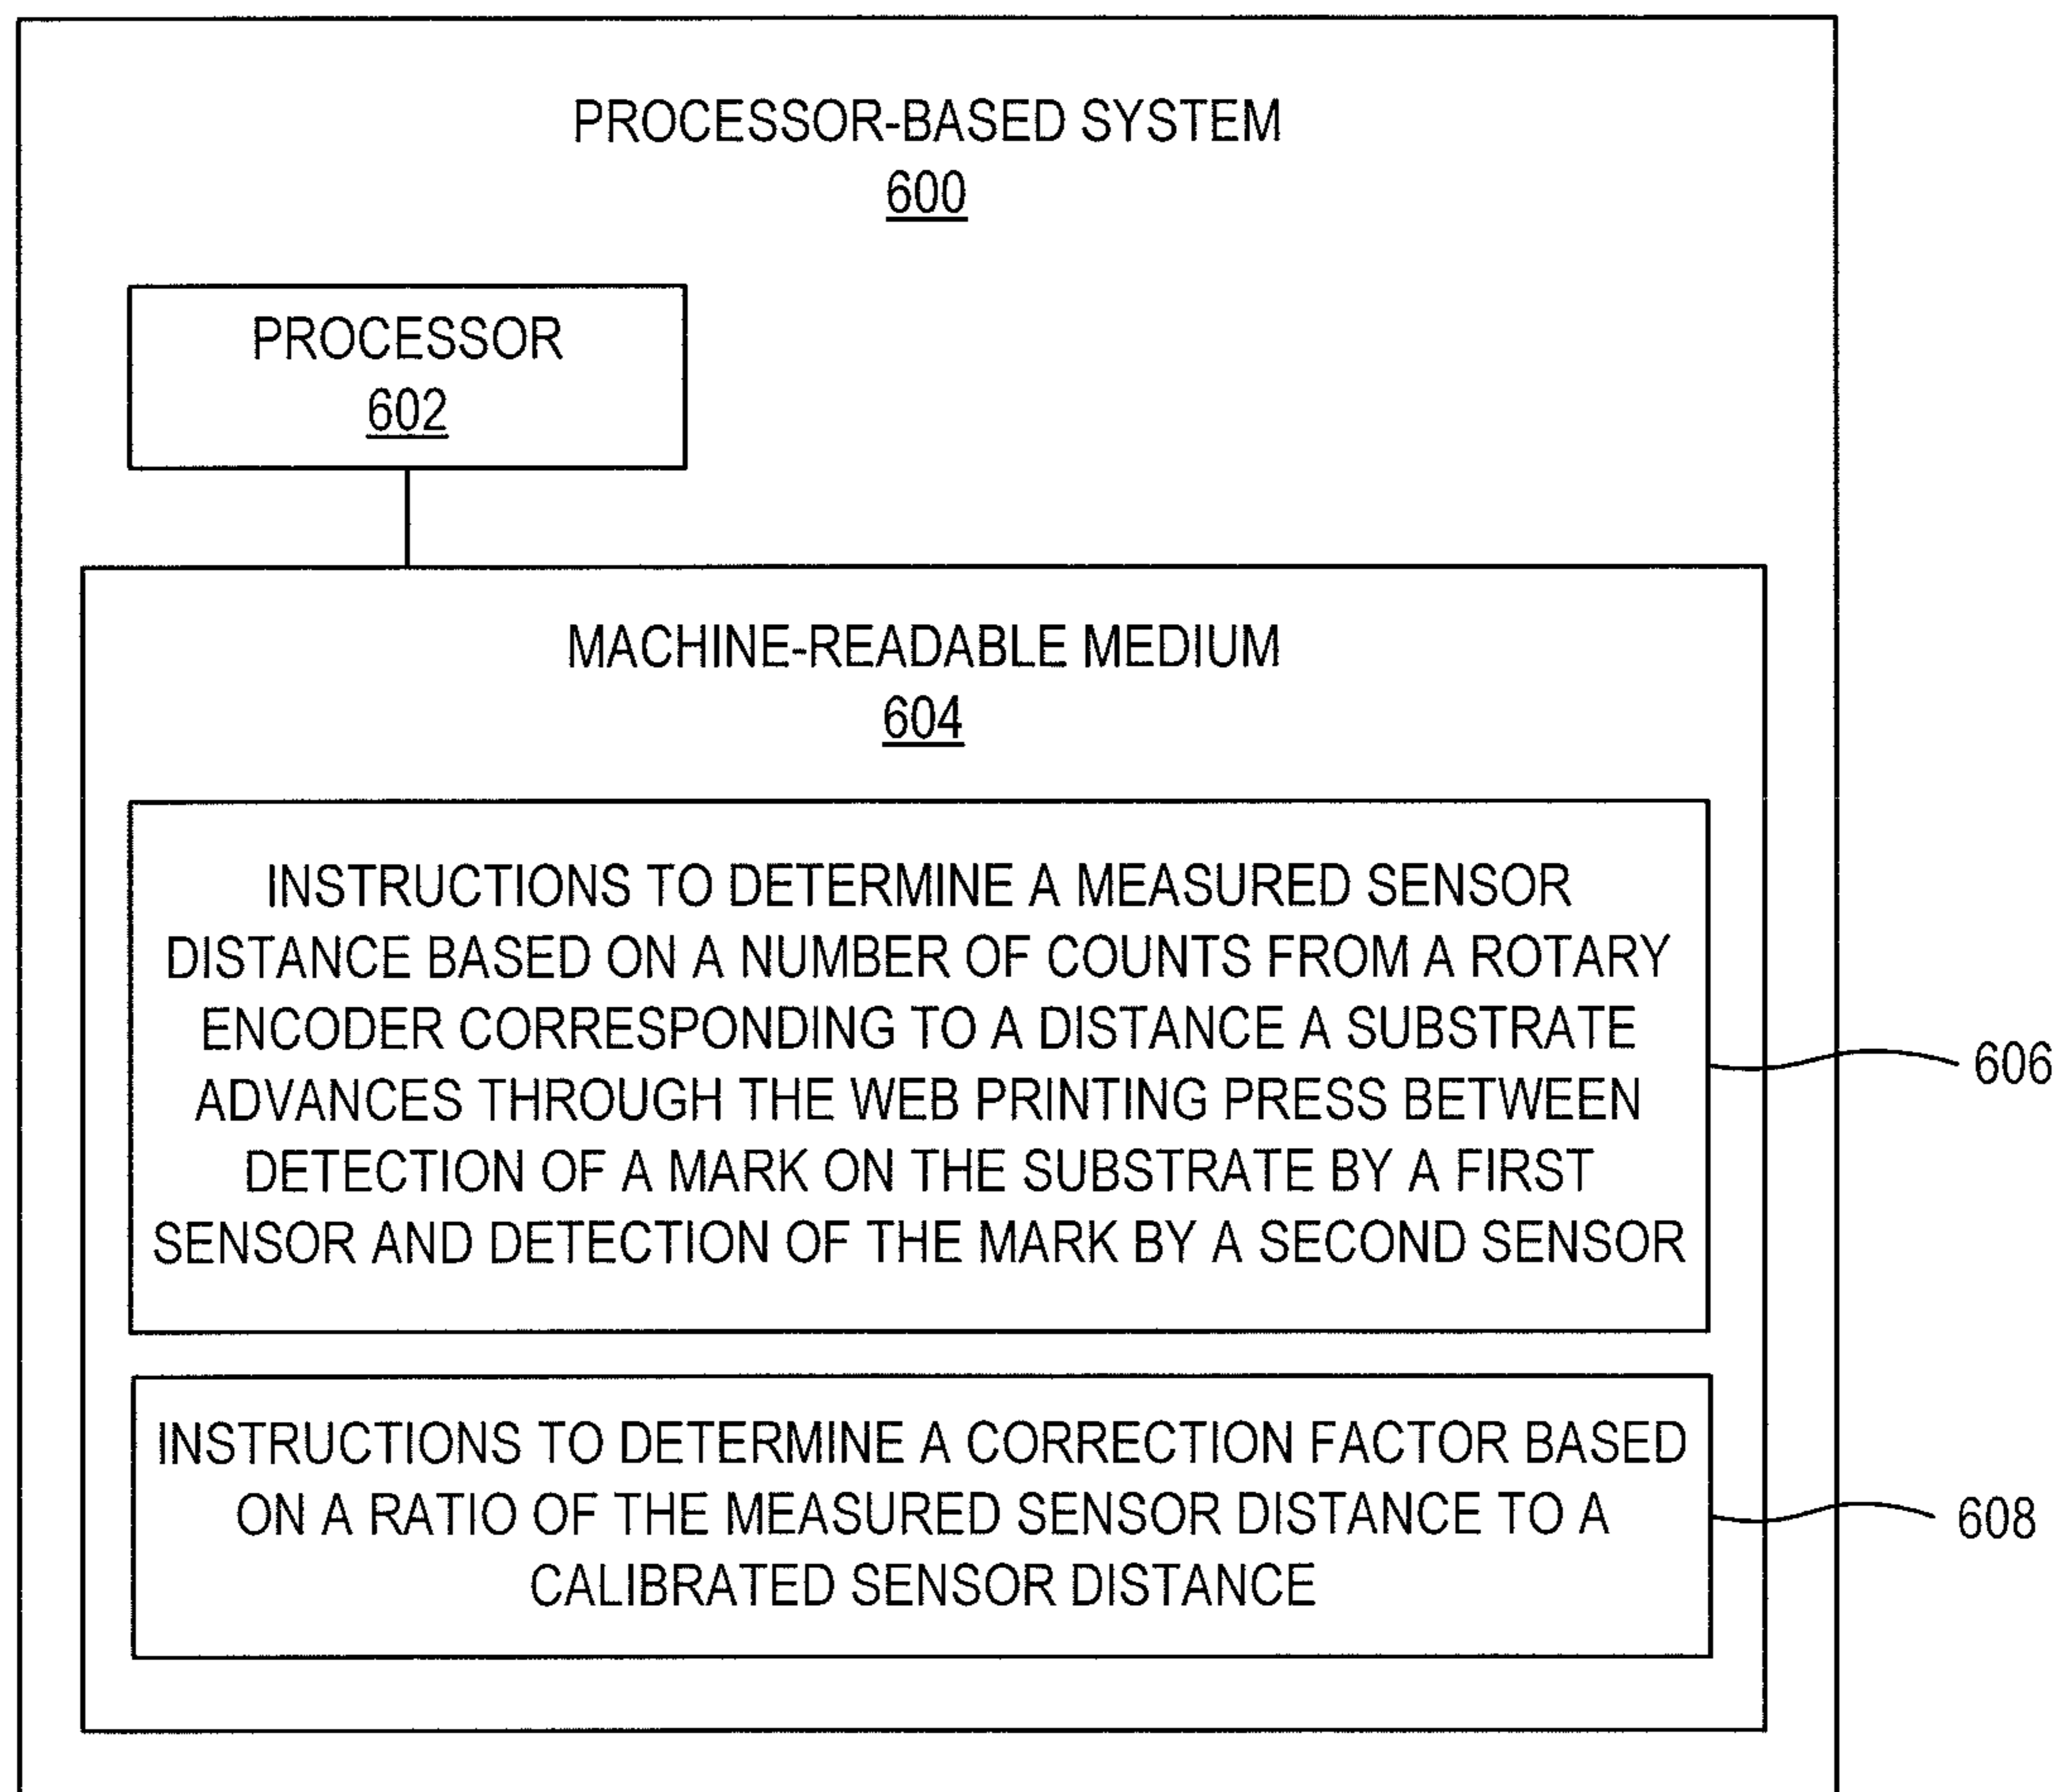 PROCESSOR-BASED SYSTEM
600
PROCESSOR
602
MACHINE-READABLE MEDIUM
604
INSTRUCTIONS TO DETERMINE A MEASURED SENSOR
DISTANCE BASED ON A NUMBER OF COUNTS FROM A ROTARY
ENCODER CORRESPONDING TO A DISTANCE A SUBSTRATE
ADVANCES THROUGH THE WEB PRINTING PRESS BETWEEN
DETECTION OF A MARK ON THE SUBSTRATE BY A FIRST
SENSOR AND DETECTION OF THE MARK BY A SECOND SENSOR
606
INSTRUCTIONS TO DETERMINE A CORRECTION FACTOR BASED
ON A RATIO OF THE MEASURED SENSOR DISTANCE TO A
CALIBRATED SENSOR DISTANCE
608